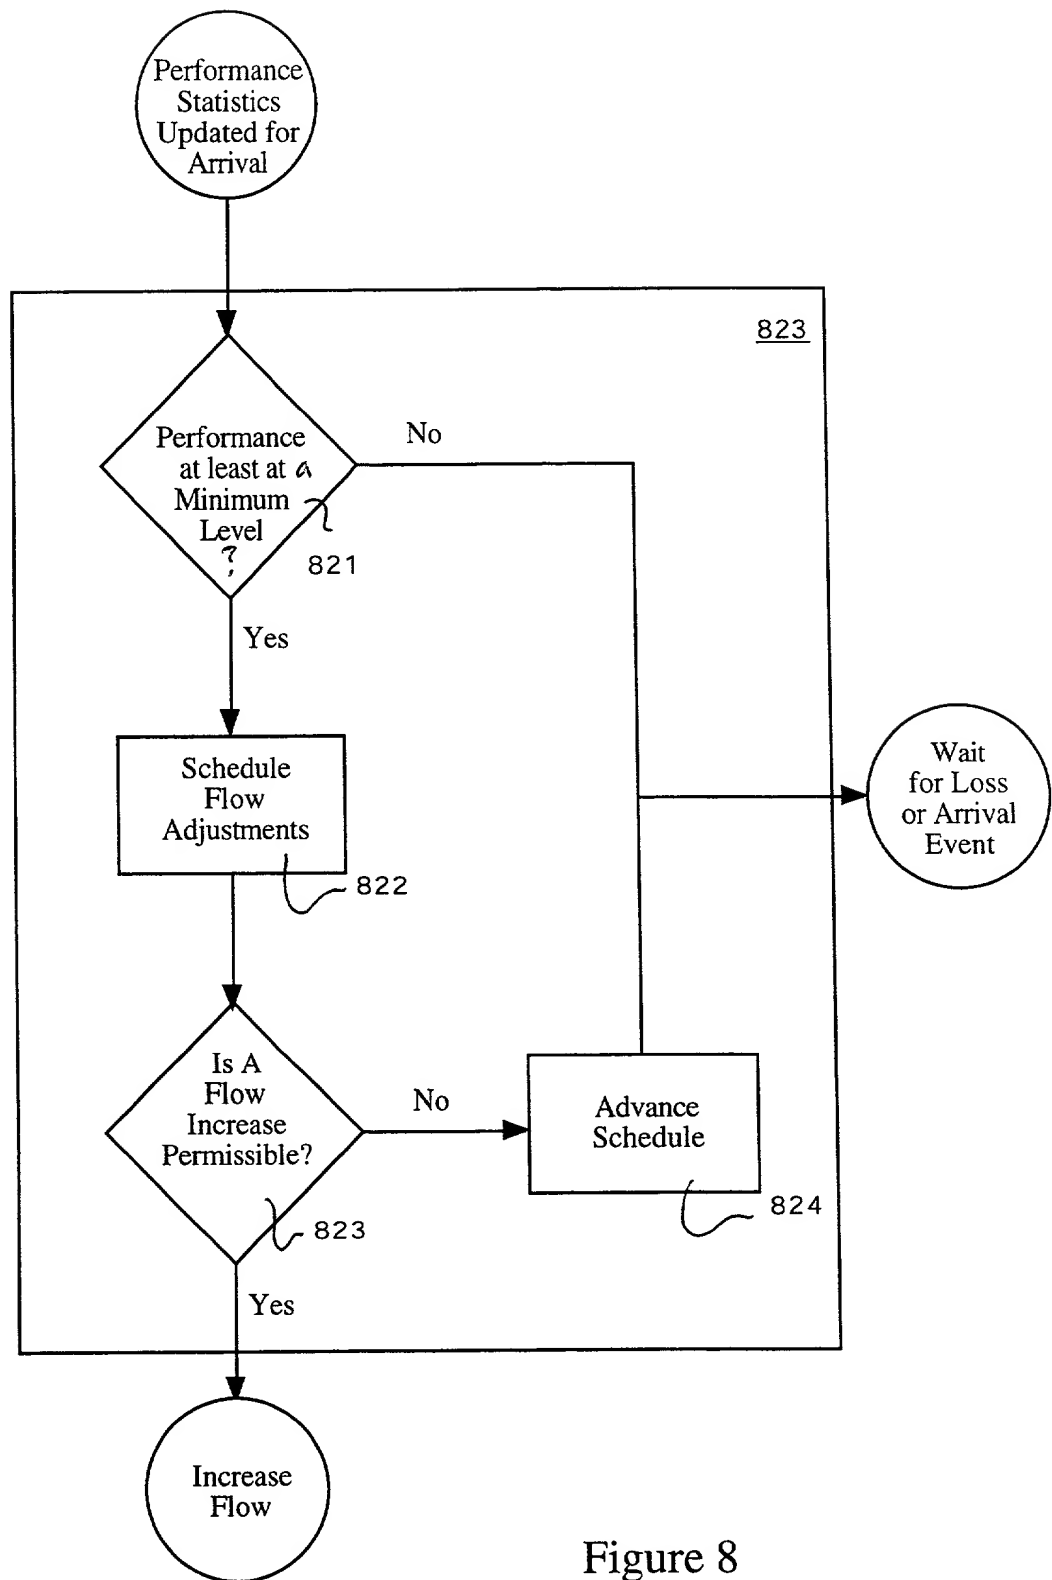 Performance
Statistics
Updated for
Arrival
823
Performance
at least at a
Minimum
Level
?
821
No
Yes
Schedule
Flow
Adjustments
822
Wait
for Loss
or Arrival
Event
Is A
Flow
Increase
Permissible?
823
No
Advance
Schedule
824
Yes
Increase
Flow
Figure 8